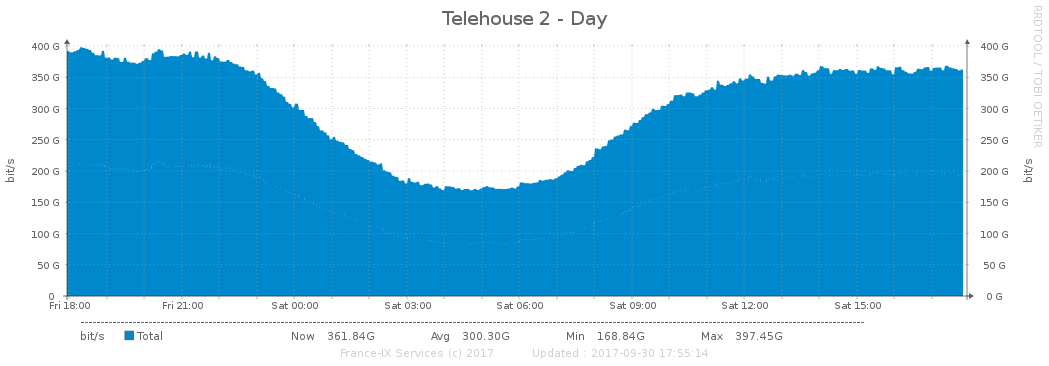 Telehouse 2 - Day
RRDTOOL / TOBI OETIKER
bit/s
bit/s
400 G 400 G
350 G 350 G
300 G 300 G
250 G 250 G
200 G 200 G
150 G 150 G
100 G 100 G
50 G 50 G
0 0 G
Fri 18:00 Fri 21:00 Sat 00:00 Sat 03:00 Sat 06:00 Sat 09:00 Sat 12:00 Sat 15:00
bit/s Total Now 361.84G Avg 300.30G Min 168.84G Max 397.45G
France-IX Services (c) 2017 Updated : 2017-09-30 17:55:14